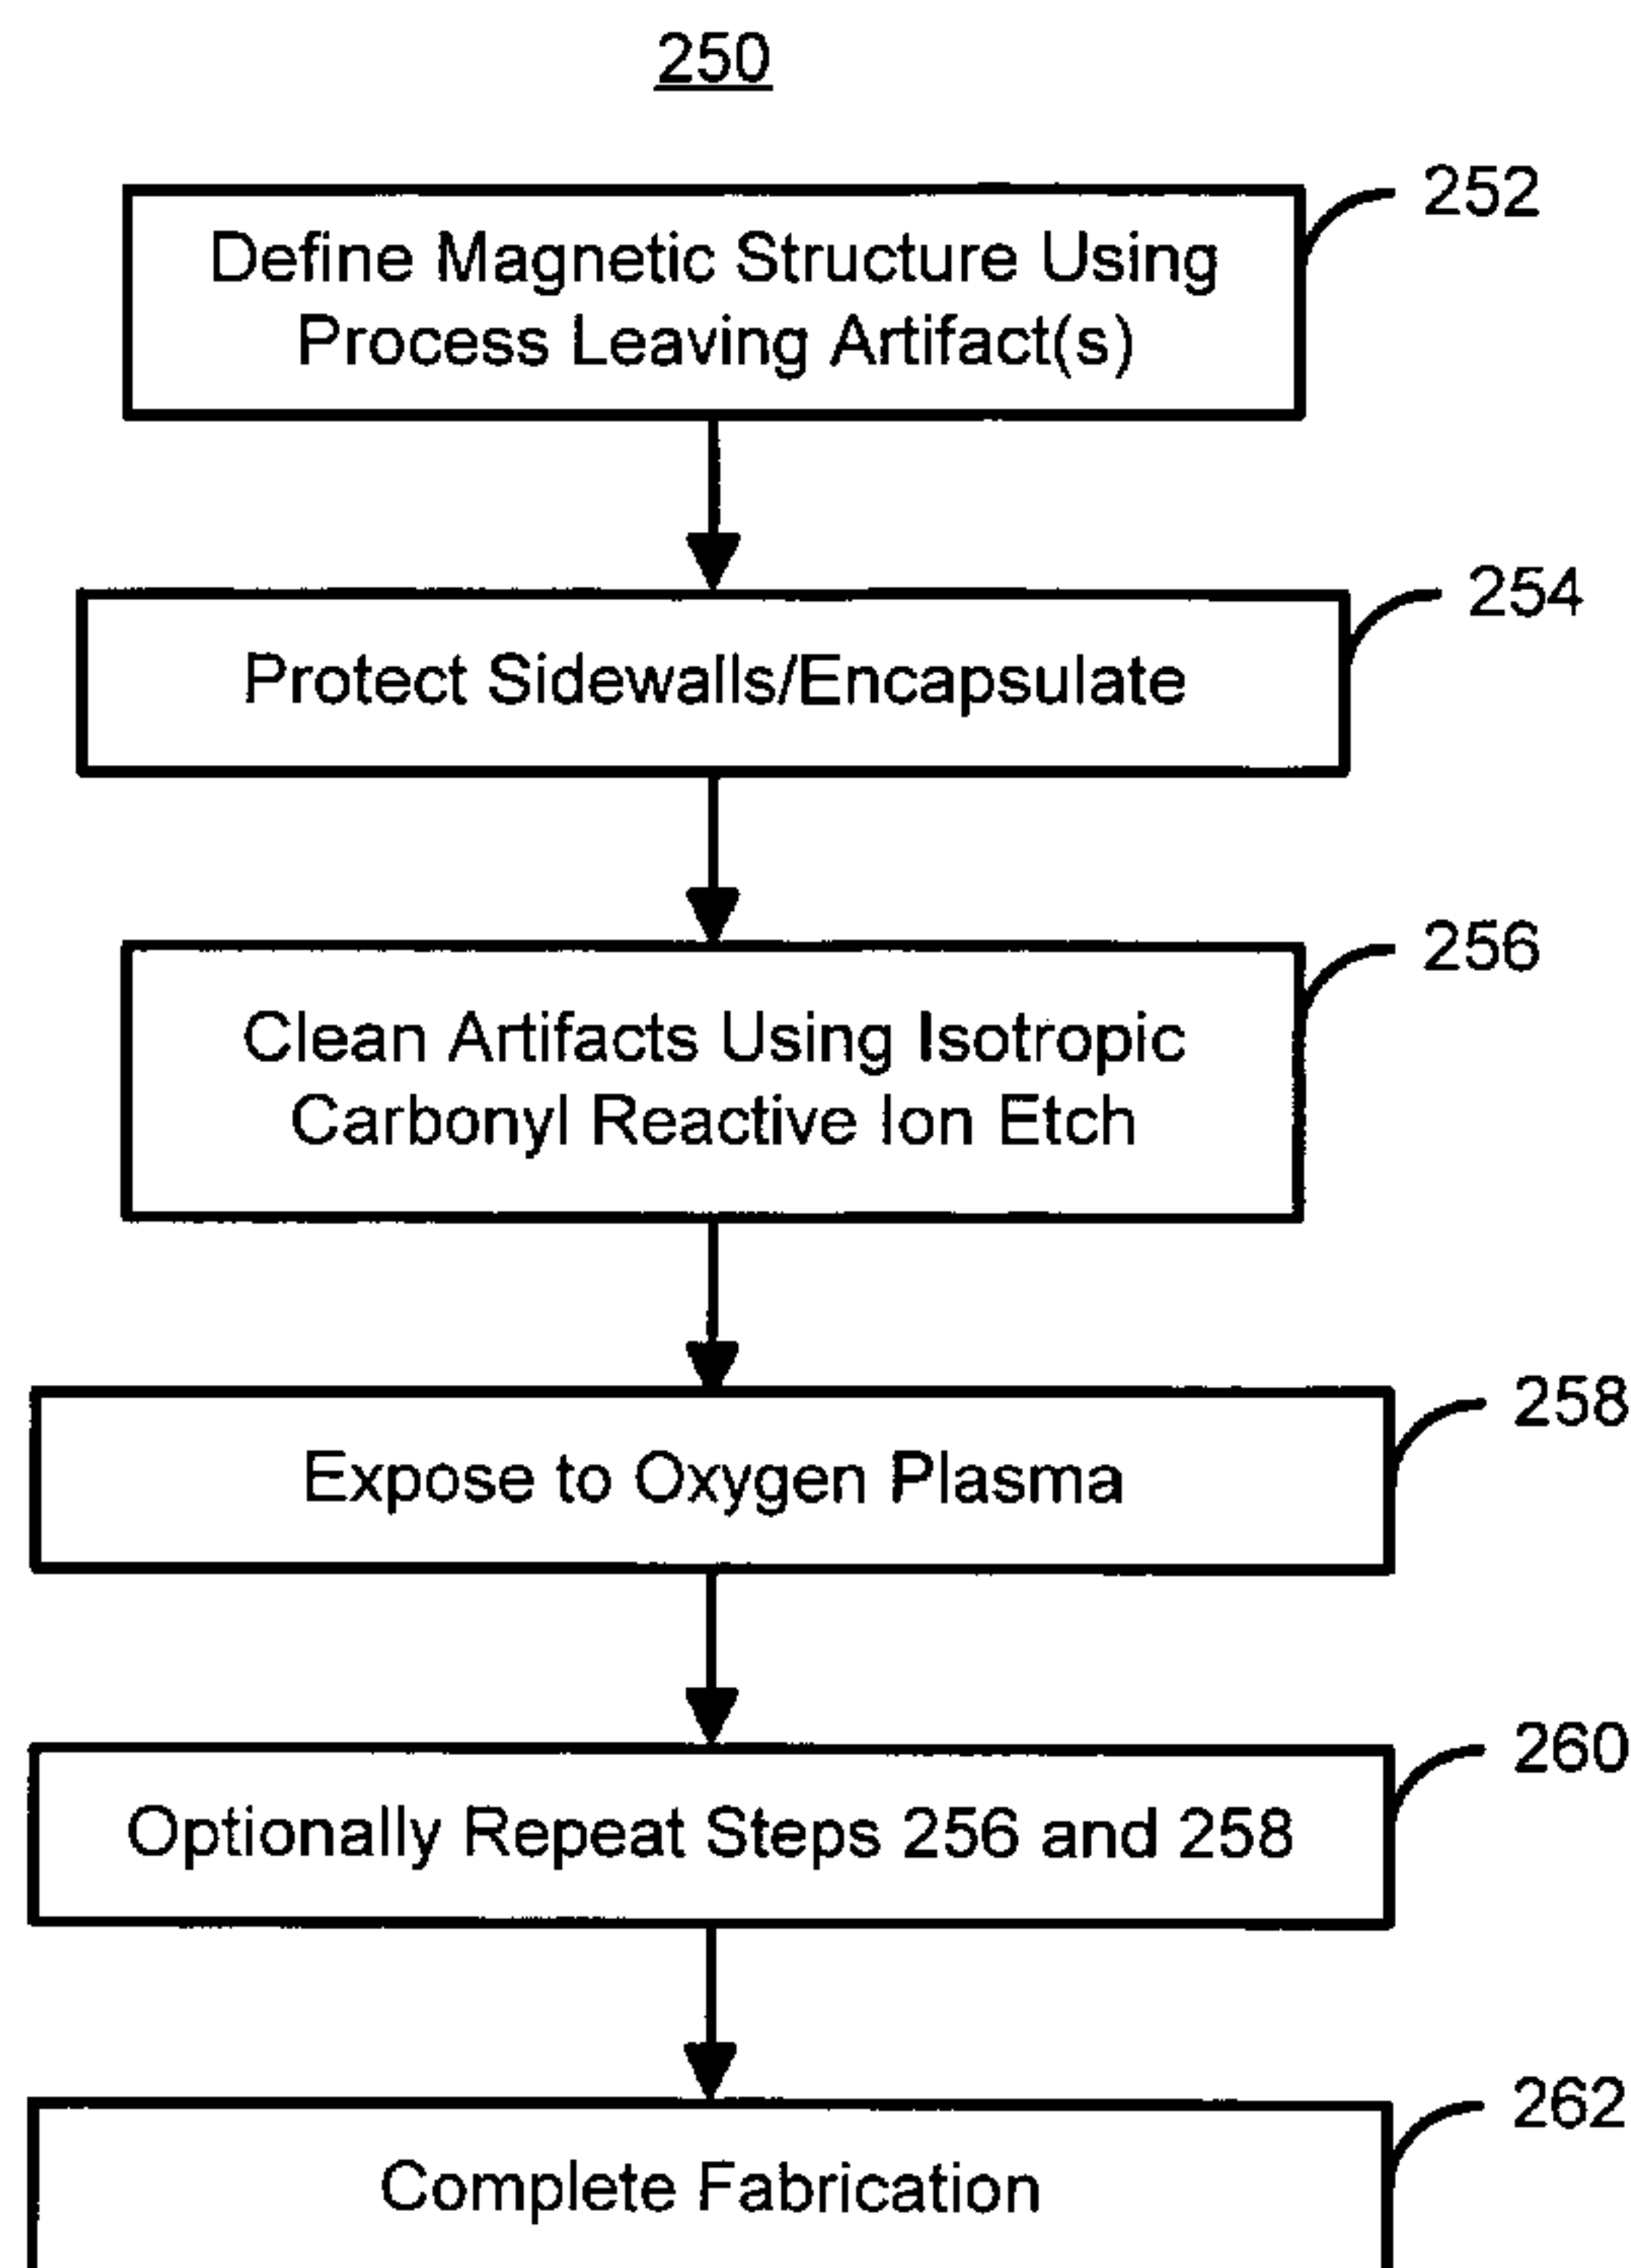 250
252
Define Magnetic Structure Using
Process Leaving Artifact(s)
254
Protect Sidewalls/Encapsulate
256
Clean Artifacts Using Isotropic
Carbonyl Reactive Ion Etch
258
Expose to Oxygen Plasma
260
Optionally Repeat Steps 256 and 258
262
Complete Fabrication